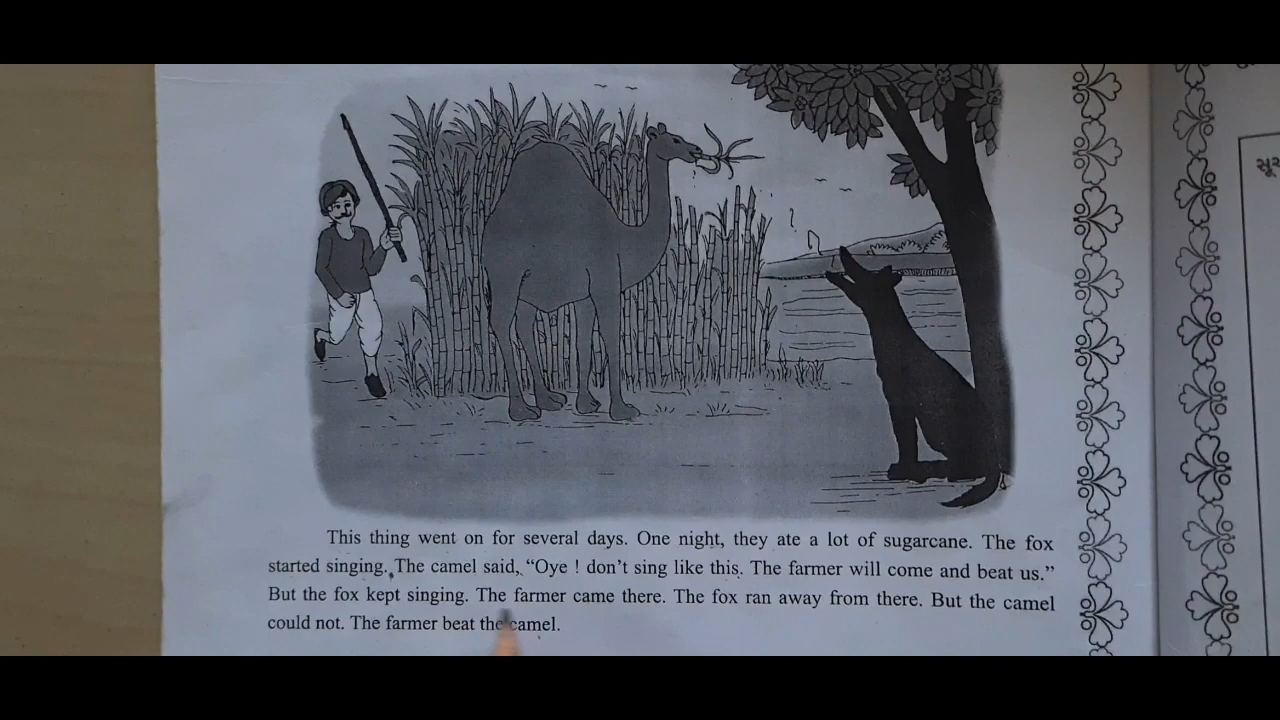 This thing went on for several days. One night, they ate a lot of sugarcane. The fox
started singing. The camel said, “Oye ! don’t sing like this. The farmer will come and beat us.”
But the fox kept singing. The farmer came there. The fox ran away from there. But the camel
could not. The farmer beat the camel.